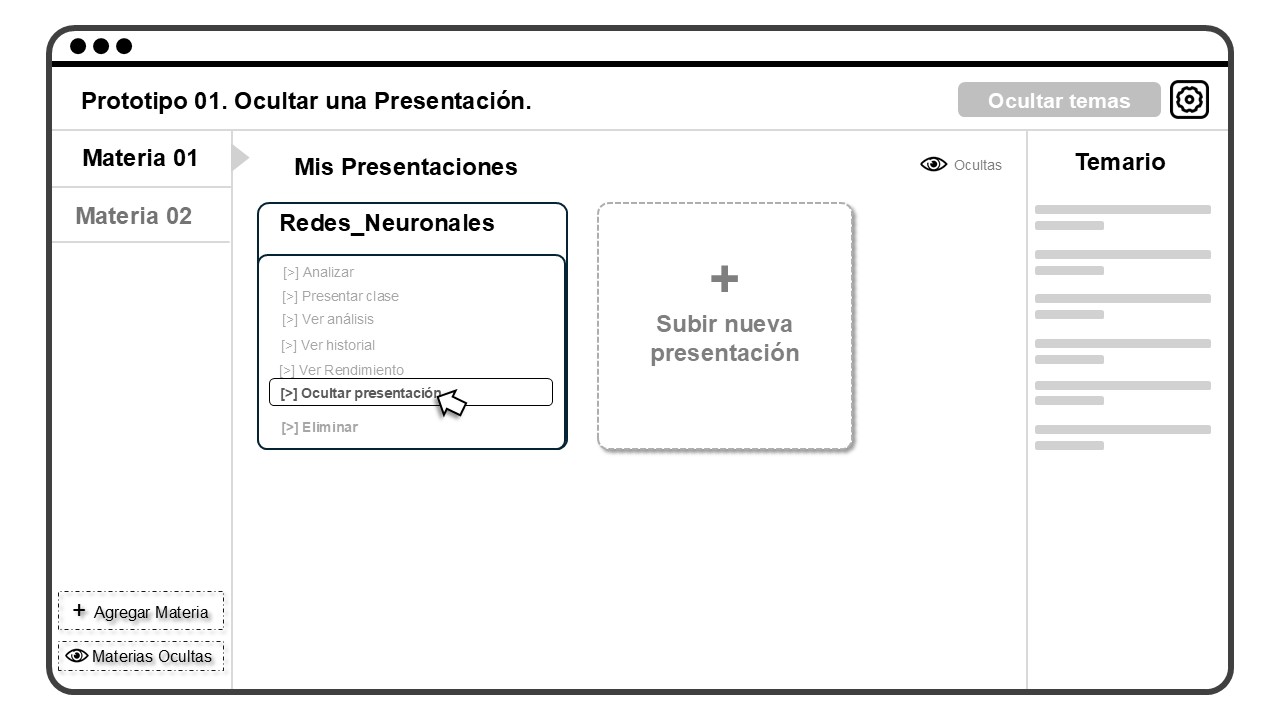 Prototipo 01. Ocultar una Presentación.
Ocultar temas
Materia 01
Materia 02
Mis Presentaciones
Ocultas
Temario
Redes_Neuronales
[>] Analizar
[>] Presentar clase
[>] Ver análisis
[>] Ver historial
[>] Ver Rendimiento
[>] Ocultar presentación
[>] Eliminar
+
Subir nueva
presentación
+ Agregar Materia
Materias Ocultas